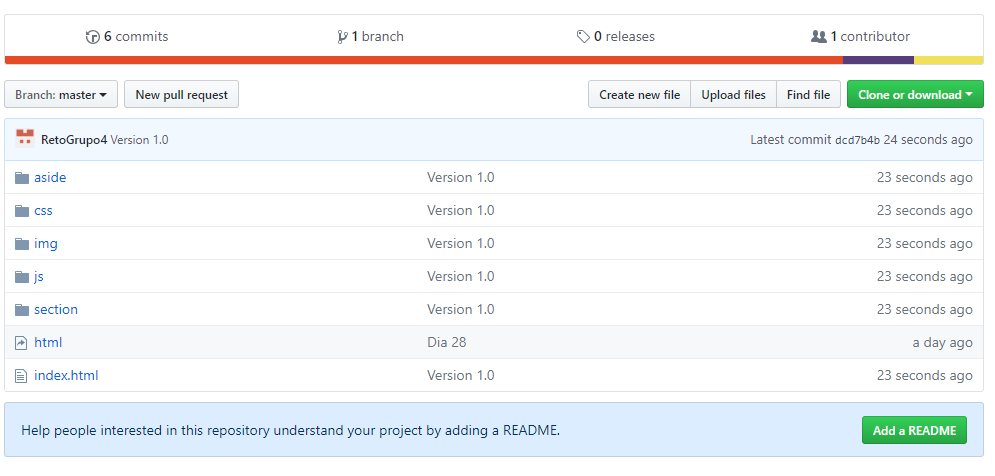 6 commits 1 branch 0 releases 1 contributor
Branch: master New pull request Create new file Upload files Find file Clone or download
RetoGrupo4 Version 1.0 Latest commit dcd7b4b 24 seconds ago
aside Version 1.0 23 seconds ago
css Version 1.0 23 seconds ago
img Version 1.0 23 seconds ago
js Version 1.0 23 seconds ago
section Version 1.0 23 seconds ago
html Dia 28 a day ago
index.html Version 1.0 23 seconds ago
Help people interested in this repository understand your project by adding a README. Add a README